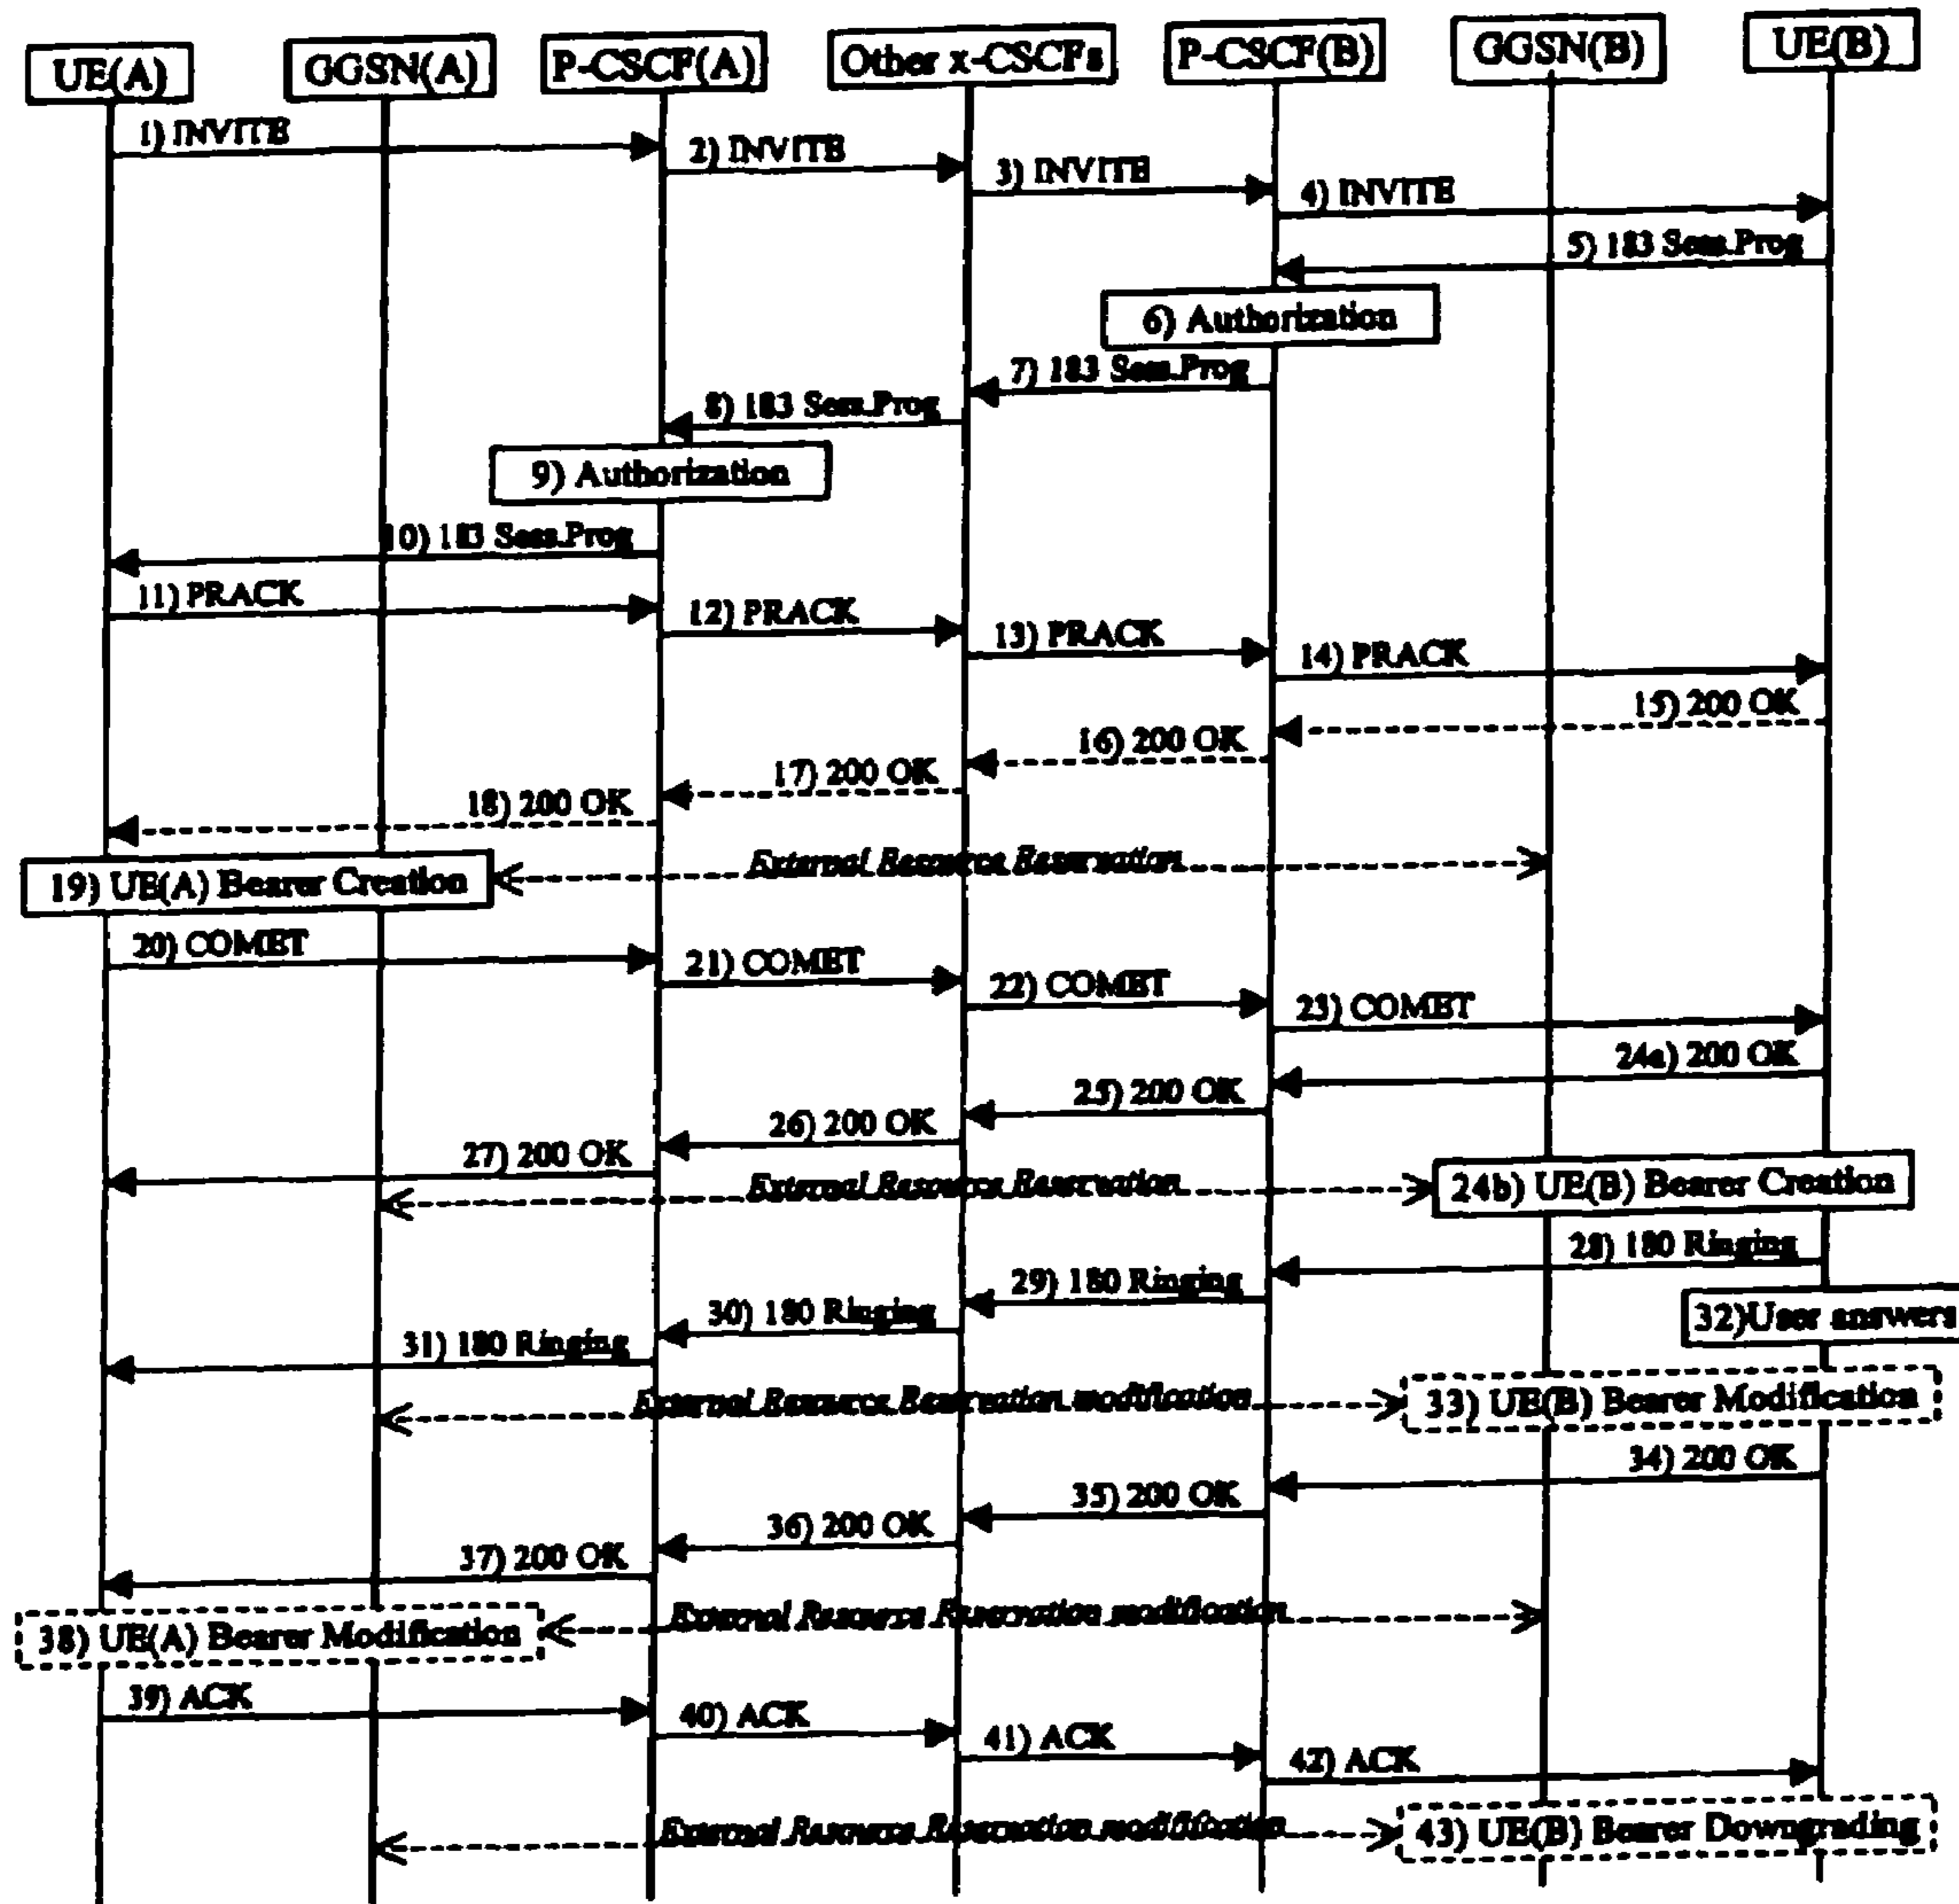 UE(A)
GGSN(A)
P-CSCF(A)
Other x-CSCFs
P-CSCF(B)
GGSN(B)
UE(B)
1) INVITE
2) INVITE
3) INVITE
4) INVITE
5) 183 Sess.Prog
6) Authorization
7) 183 Sess.Prog
8) 183 Sess.Prog
9) Authorization
10) 183 Sess.Prog
11) PRACK
12) PRACK
13) PRACK
14) PRACK
15) 200 OK
16) 200 OK
17) 200 OK
18) 200 OK
External Resource Reservation
19) UE(A) Bearer Creation
20) COMET
21) COMET
22) COMET
23) COMET
24a) 200 OK
25) 200 OK
26) 200 OK
27) 200 OK
External Resource Reservation
24b) UE(B) Bearer Creation
28) 180 Ringing
29) 180 Ringing
30) 180 Ringing
32)User answers
31) 180 Ringing
External Resource Reservation modification
33) UE(B) Bearer Modification
34) 200 OK
35) 200 OK
36) 200 OK
37) 200 OK
External Resource Reservation modification
38) UE(A) Bearer Modification
39) ACK
40) ACK
41) ACK
42) ACK
External Resource Reservation modification
43) UE(B) Bearer Downgrading